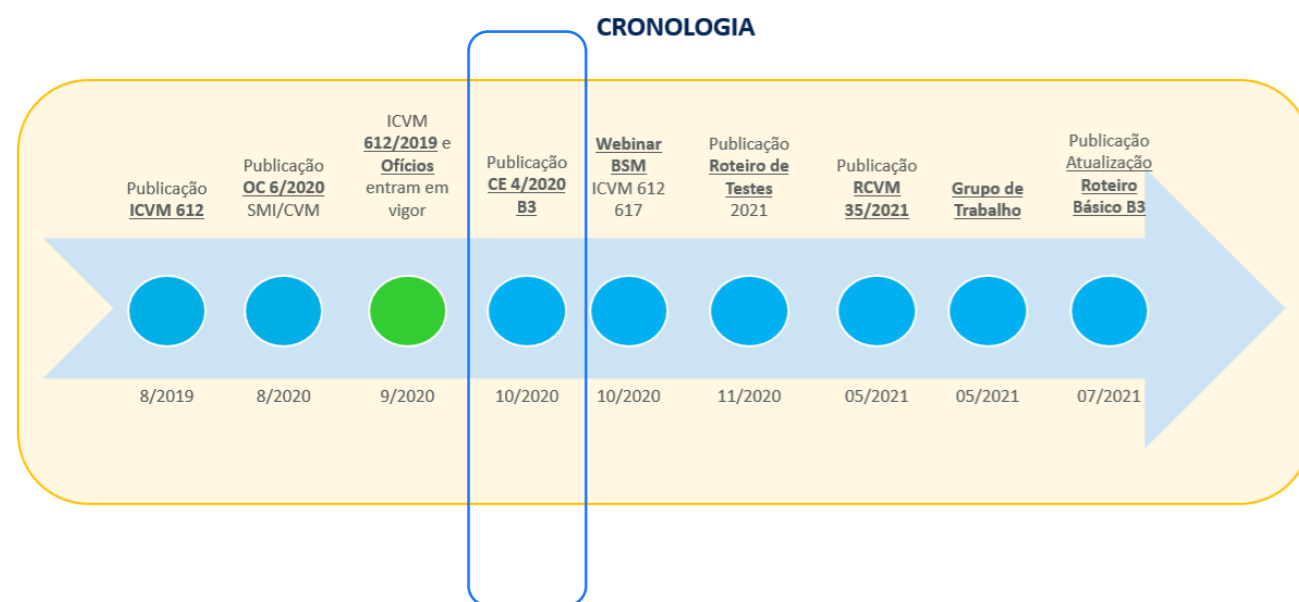 CRONOLOGIA
Publicação
ICVM 612
8/2019
Publicação
OC 6/2020
SMI/CVM
8/2020
ICVM
612/2019 e
Ofícios
entram em
vigor
9/2020
Publicação
CE 4/2020
B3
10/2020
Webinar
BSM
ICVM 612
617
10/2020
Publicação
Roteiro de
Testes
2021
11/2020
Publicação
RCVM
35/2021
05/2021
Grupo de
Trabalho
05/2021
Publicação
Atualização
Roteiro
Básico B3
07/2021